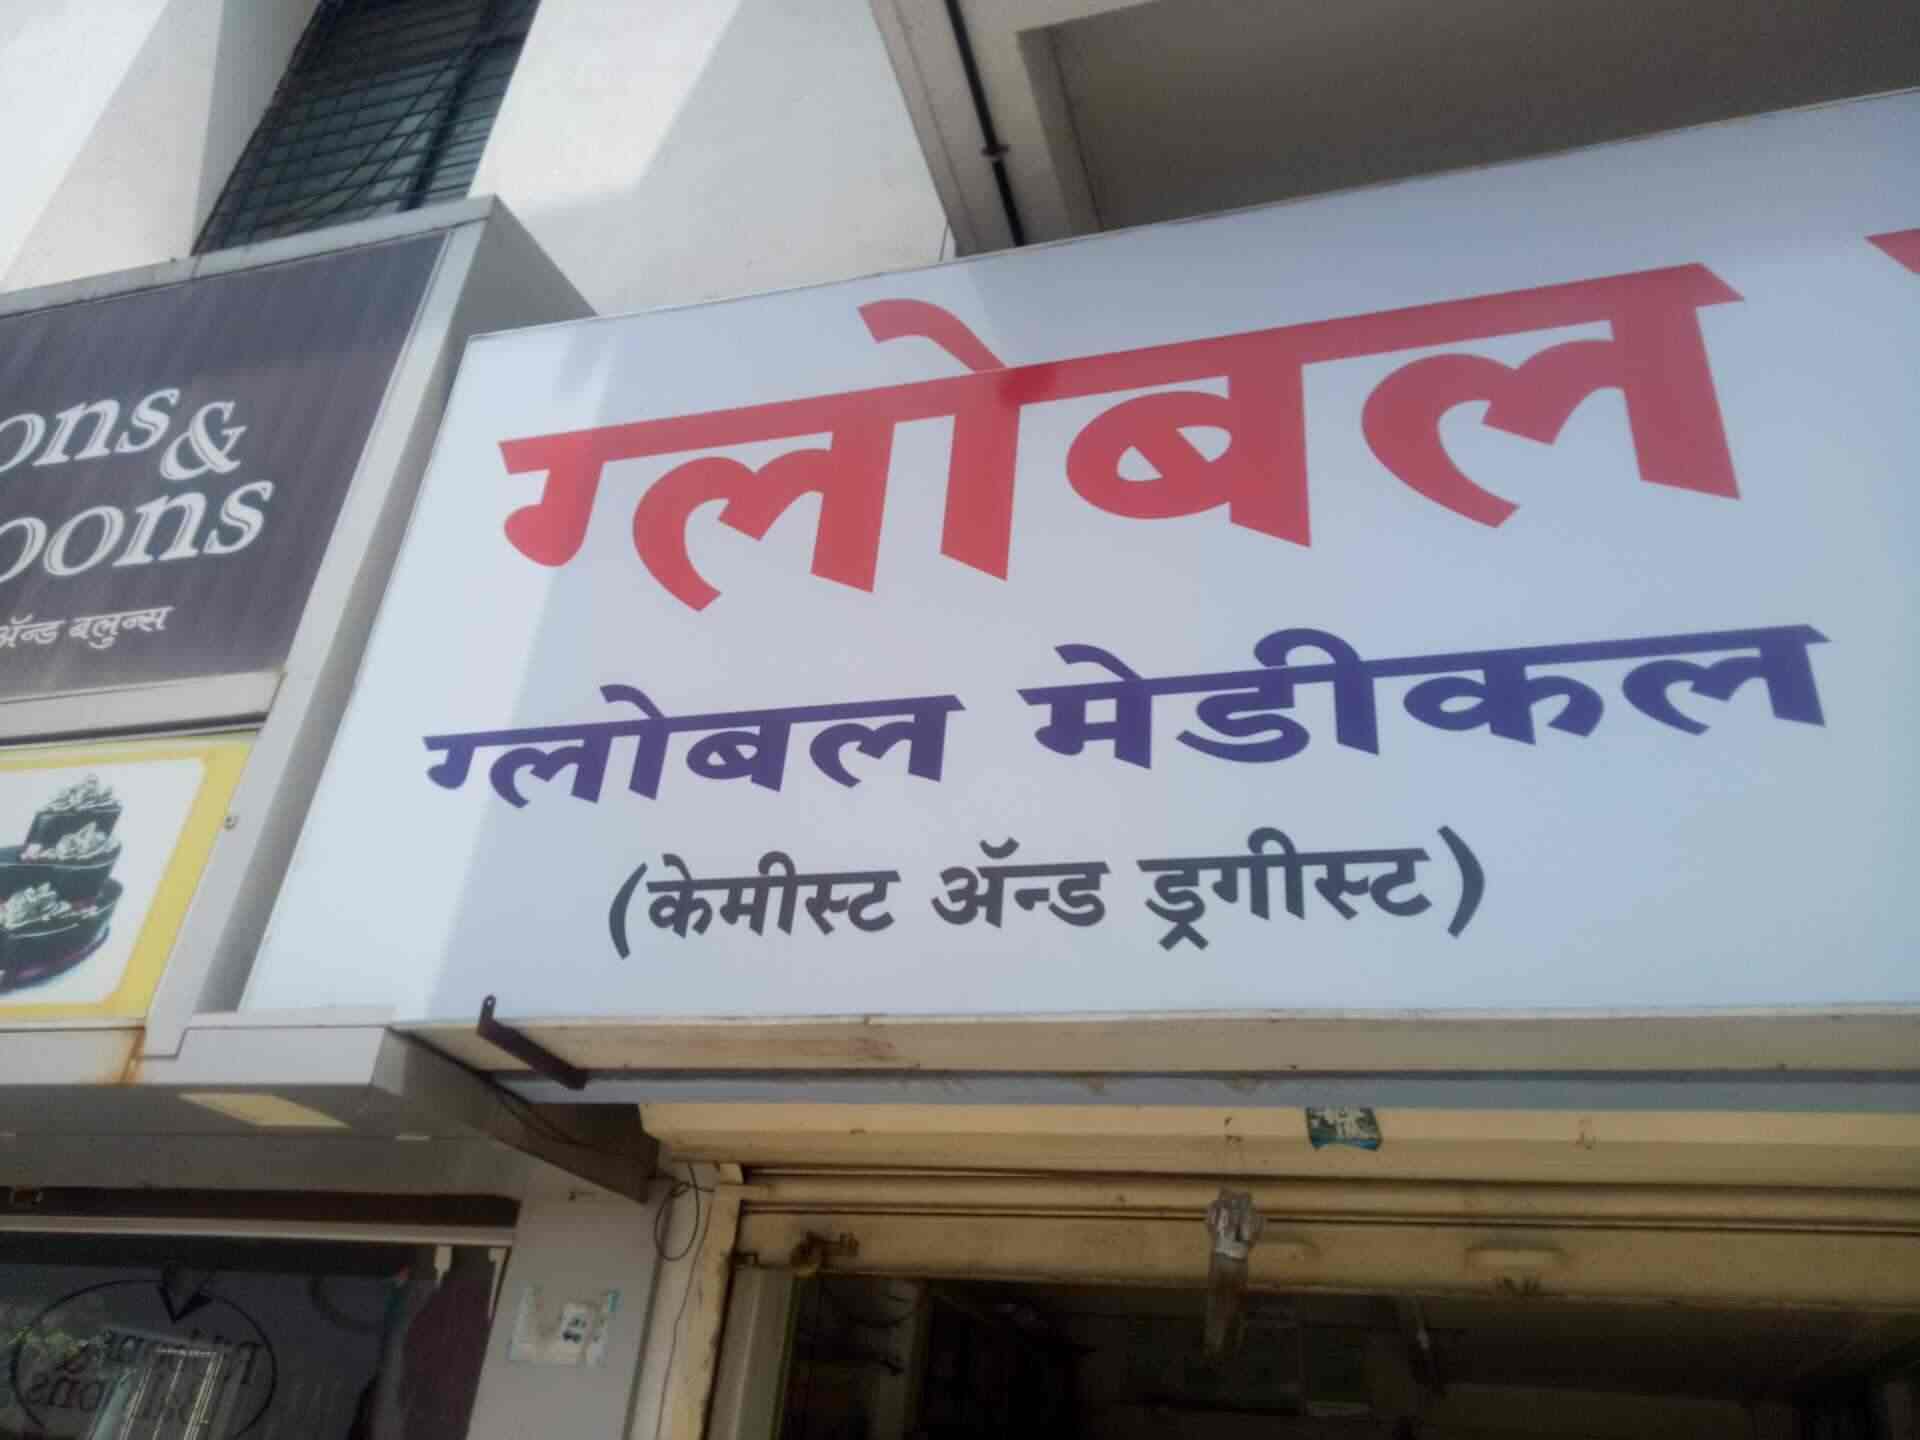 ons &
oons
ॲन्ड बलुन्स
ग्लोबल
ग्लोबल मेडीकल
(केमीस्ट ॲन्ड ड्रगीस्ट)